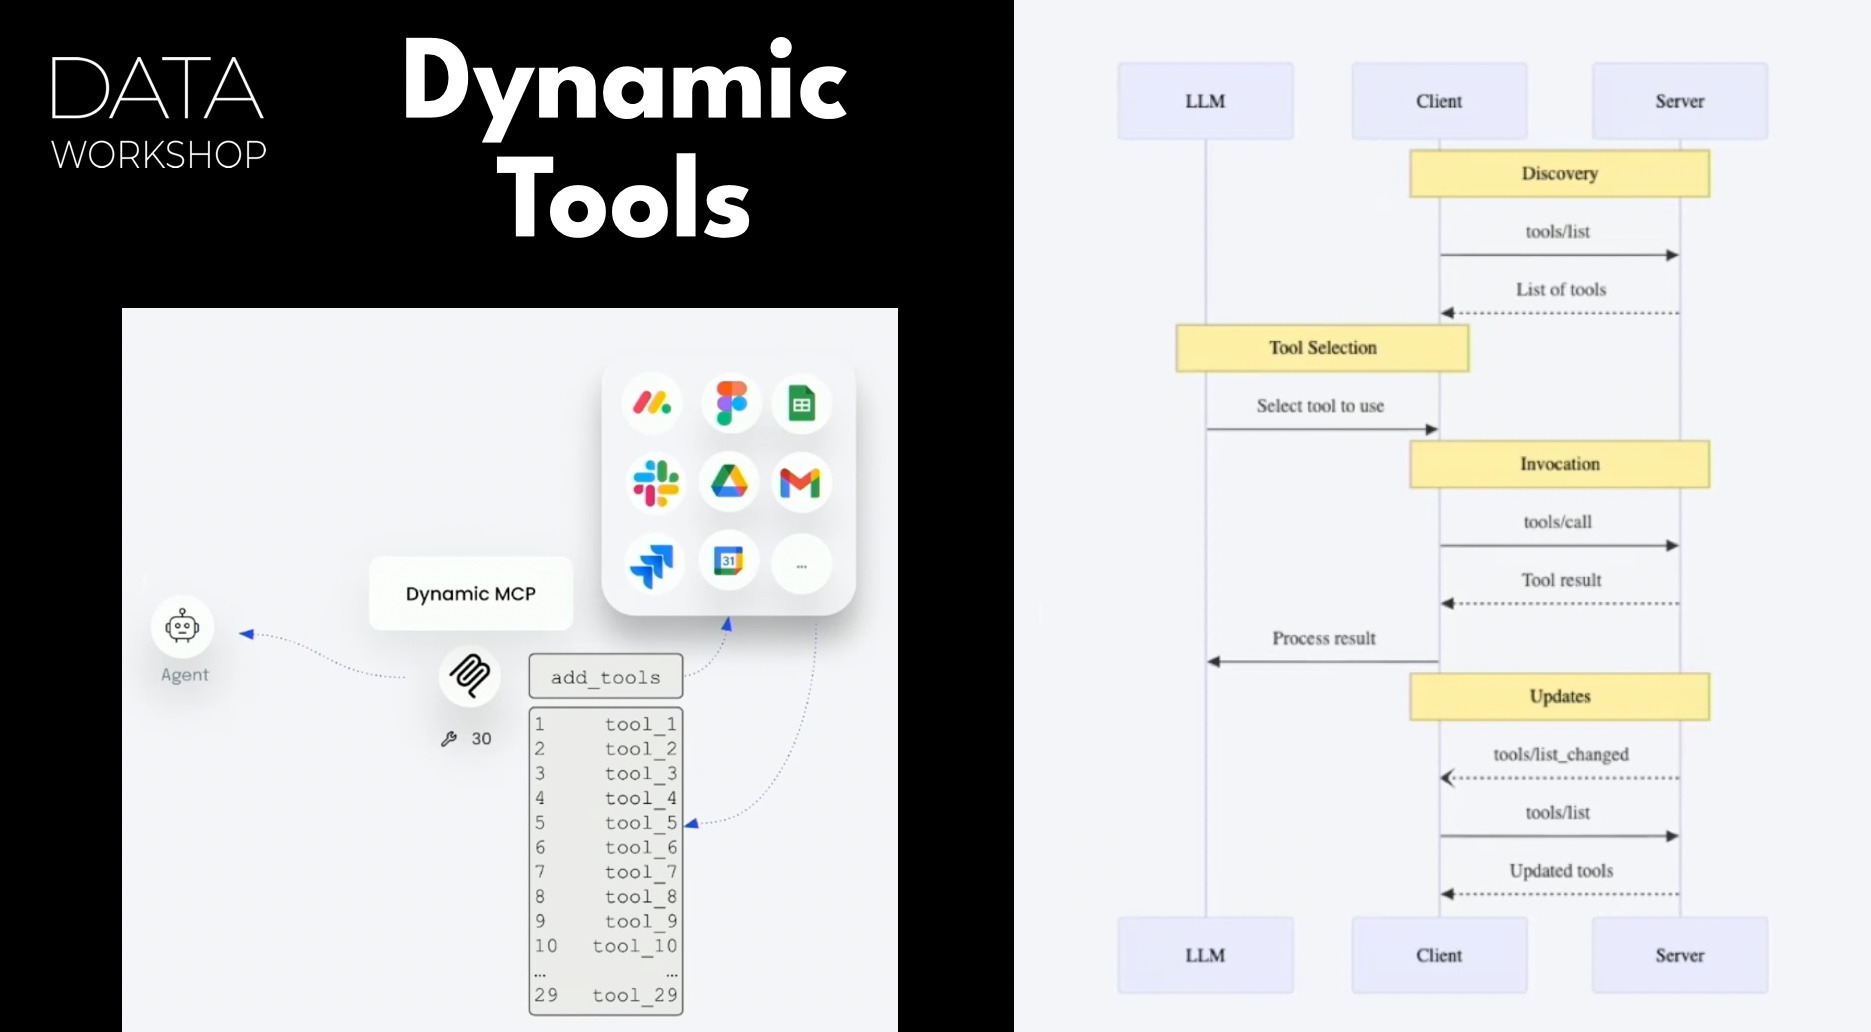 DATA
WORKSHOP
Dynamic
Tools
31
...
Dynamic MCP
Agent
30
add_tools
1 tool_1
2 tool_2
3 tool_3
4 tool_4
5 tool_5
6 tool_6
7 tool_7
8 tool_8
9 tool_9
10 tool_10
... ...
29 tool_29
LLM Client Server
Discovery
tools/list
List of tools
Tool Selection
Select tool to use
Invocation
tools/call
Tool result
Process result
Updates
tools/list_changed
tools/list
Updated tools
LLM Client Server